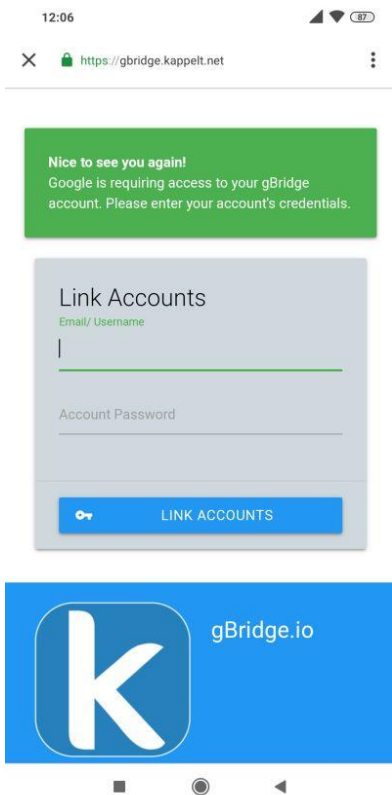 12:06
87
https://gbridge.kappelt.net
Nice to see you again!
Google is requiring access to your gBridge
account. Please enter your account's credentials.
Link Accounts
Email/ Username
Account Password
LINK ACCOUNTS
k
gBridge.io